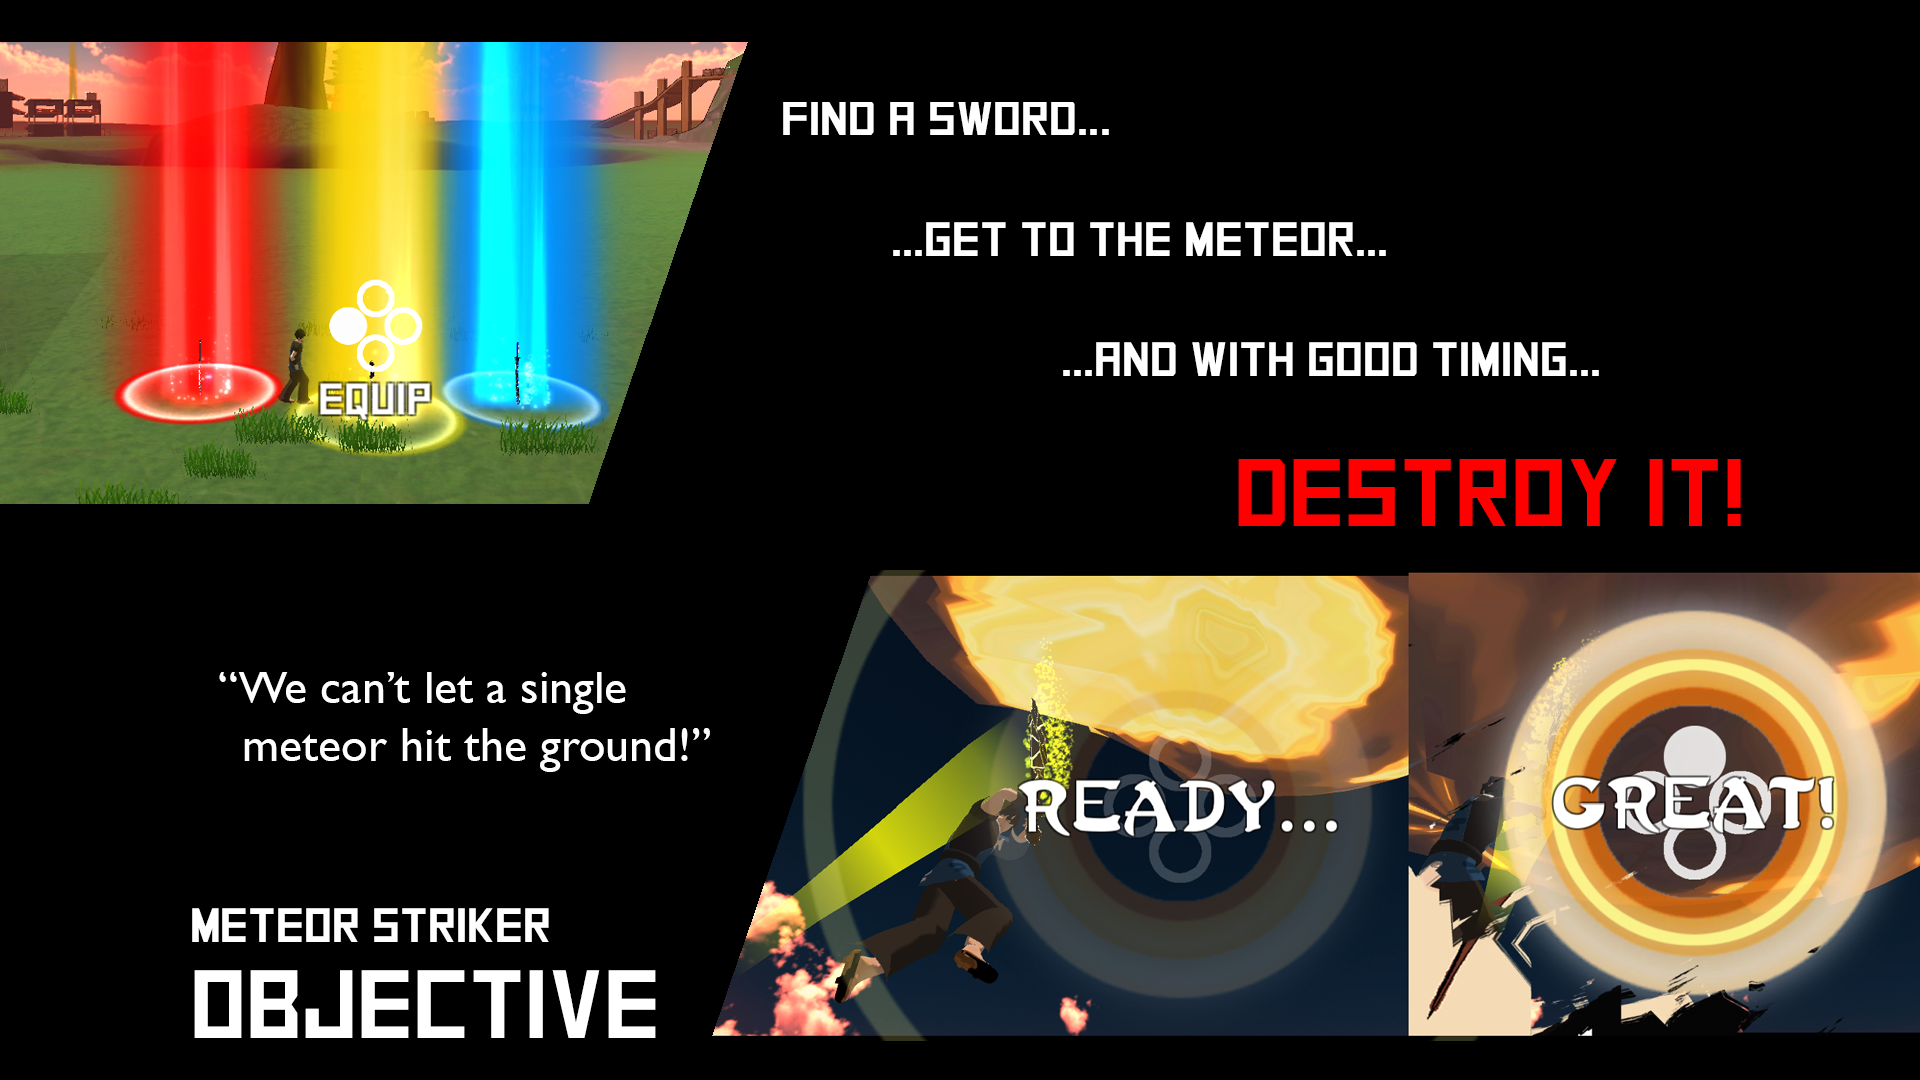 FIND A SWORD...
...GET TO THE METEOR...
...AND WITH GOOD TIMING...
DESTROY IT!
EQUIP
“We can’t let a single
meteor hit the ground!”
READY...
GREAT!
METEOR STRIKER
OBJECTIVE